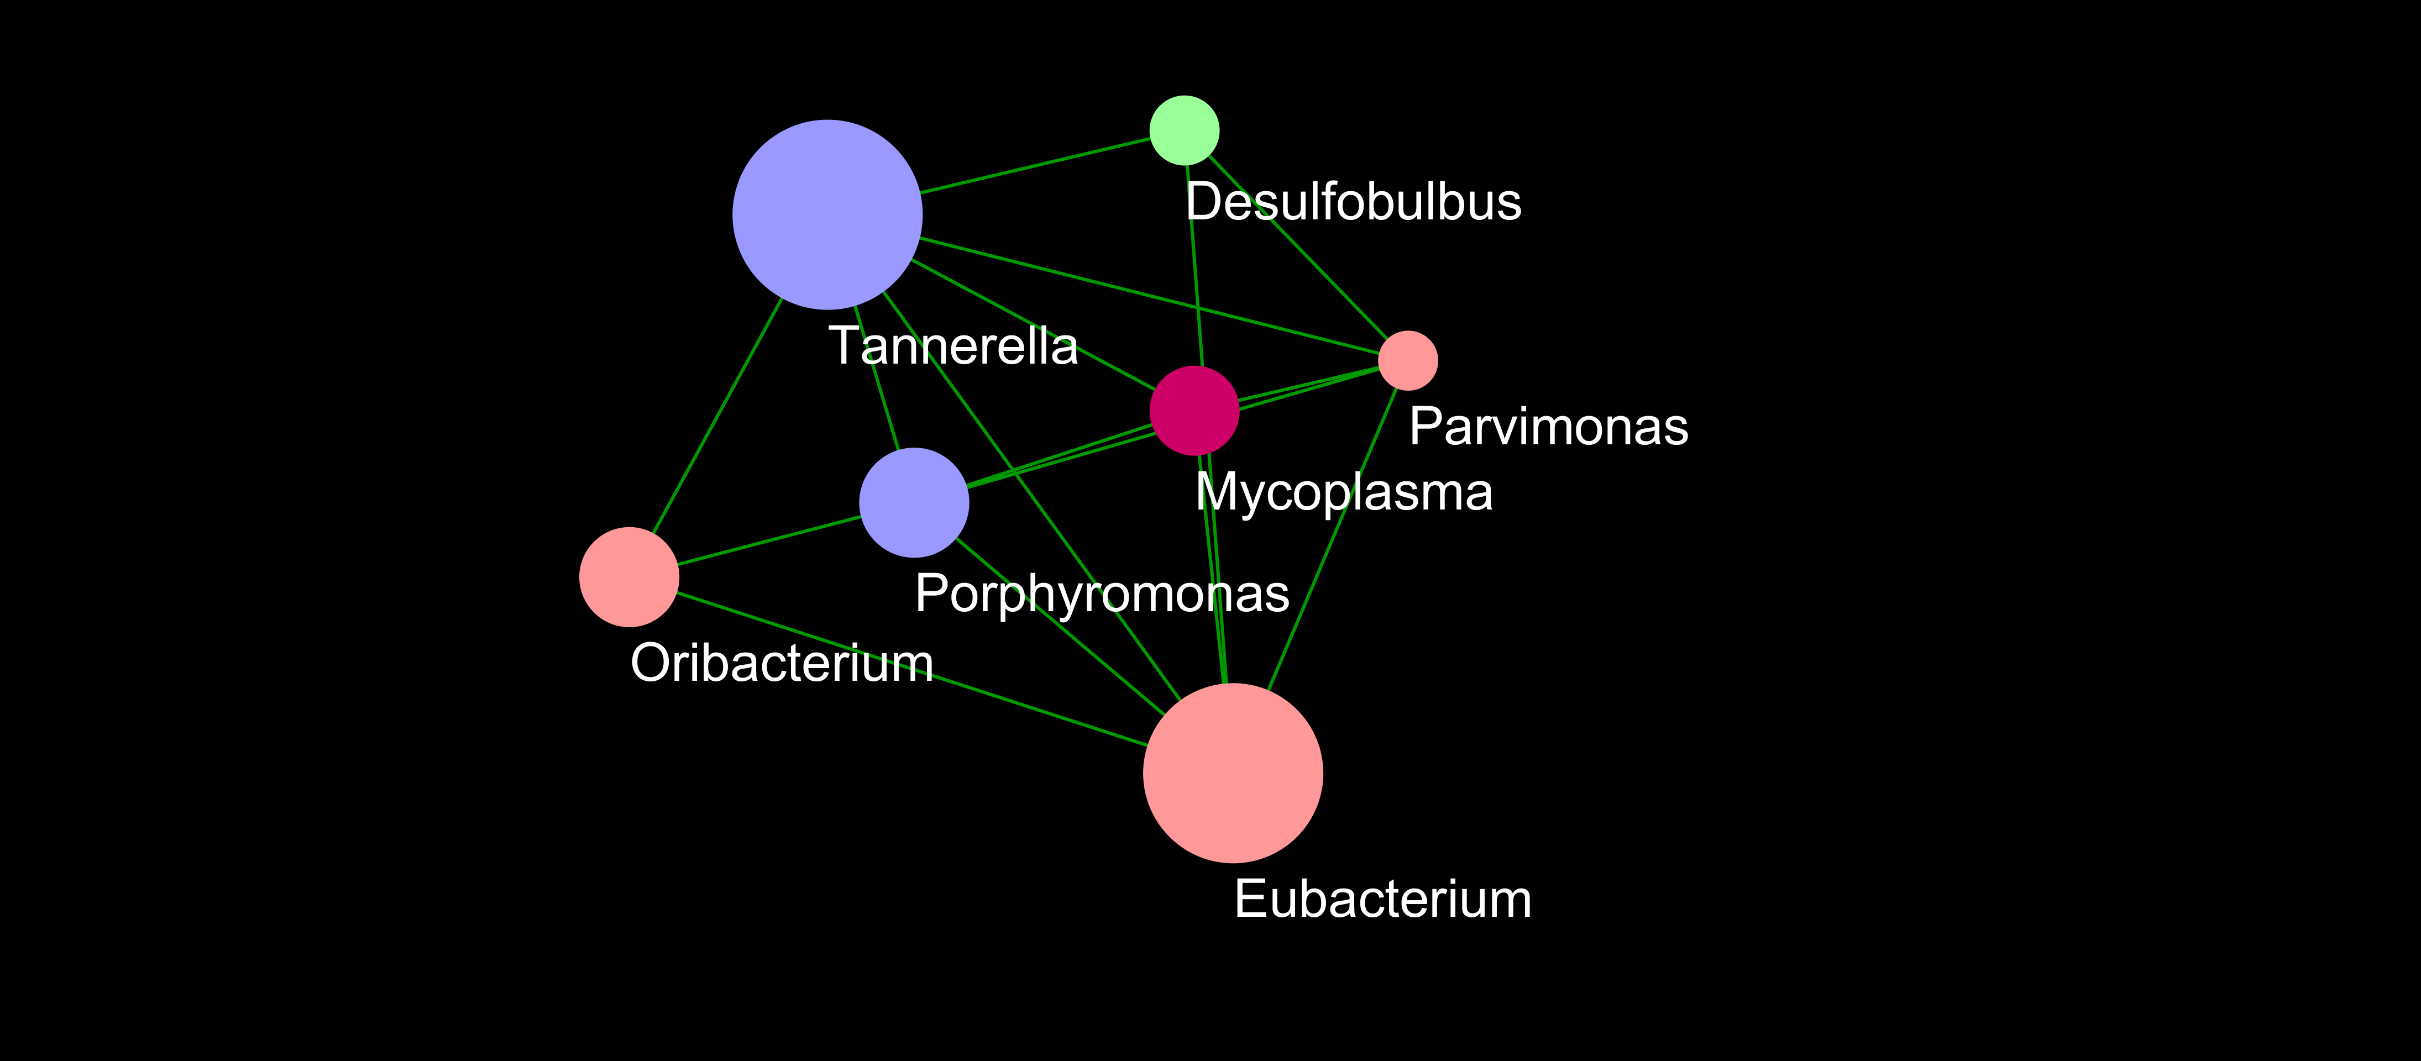 Desulfobulbus
Tannerella
Parvimonas
Mycoplasma
Porphyromonas
Oribacterium
Eubacterium